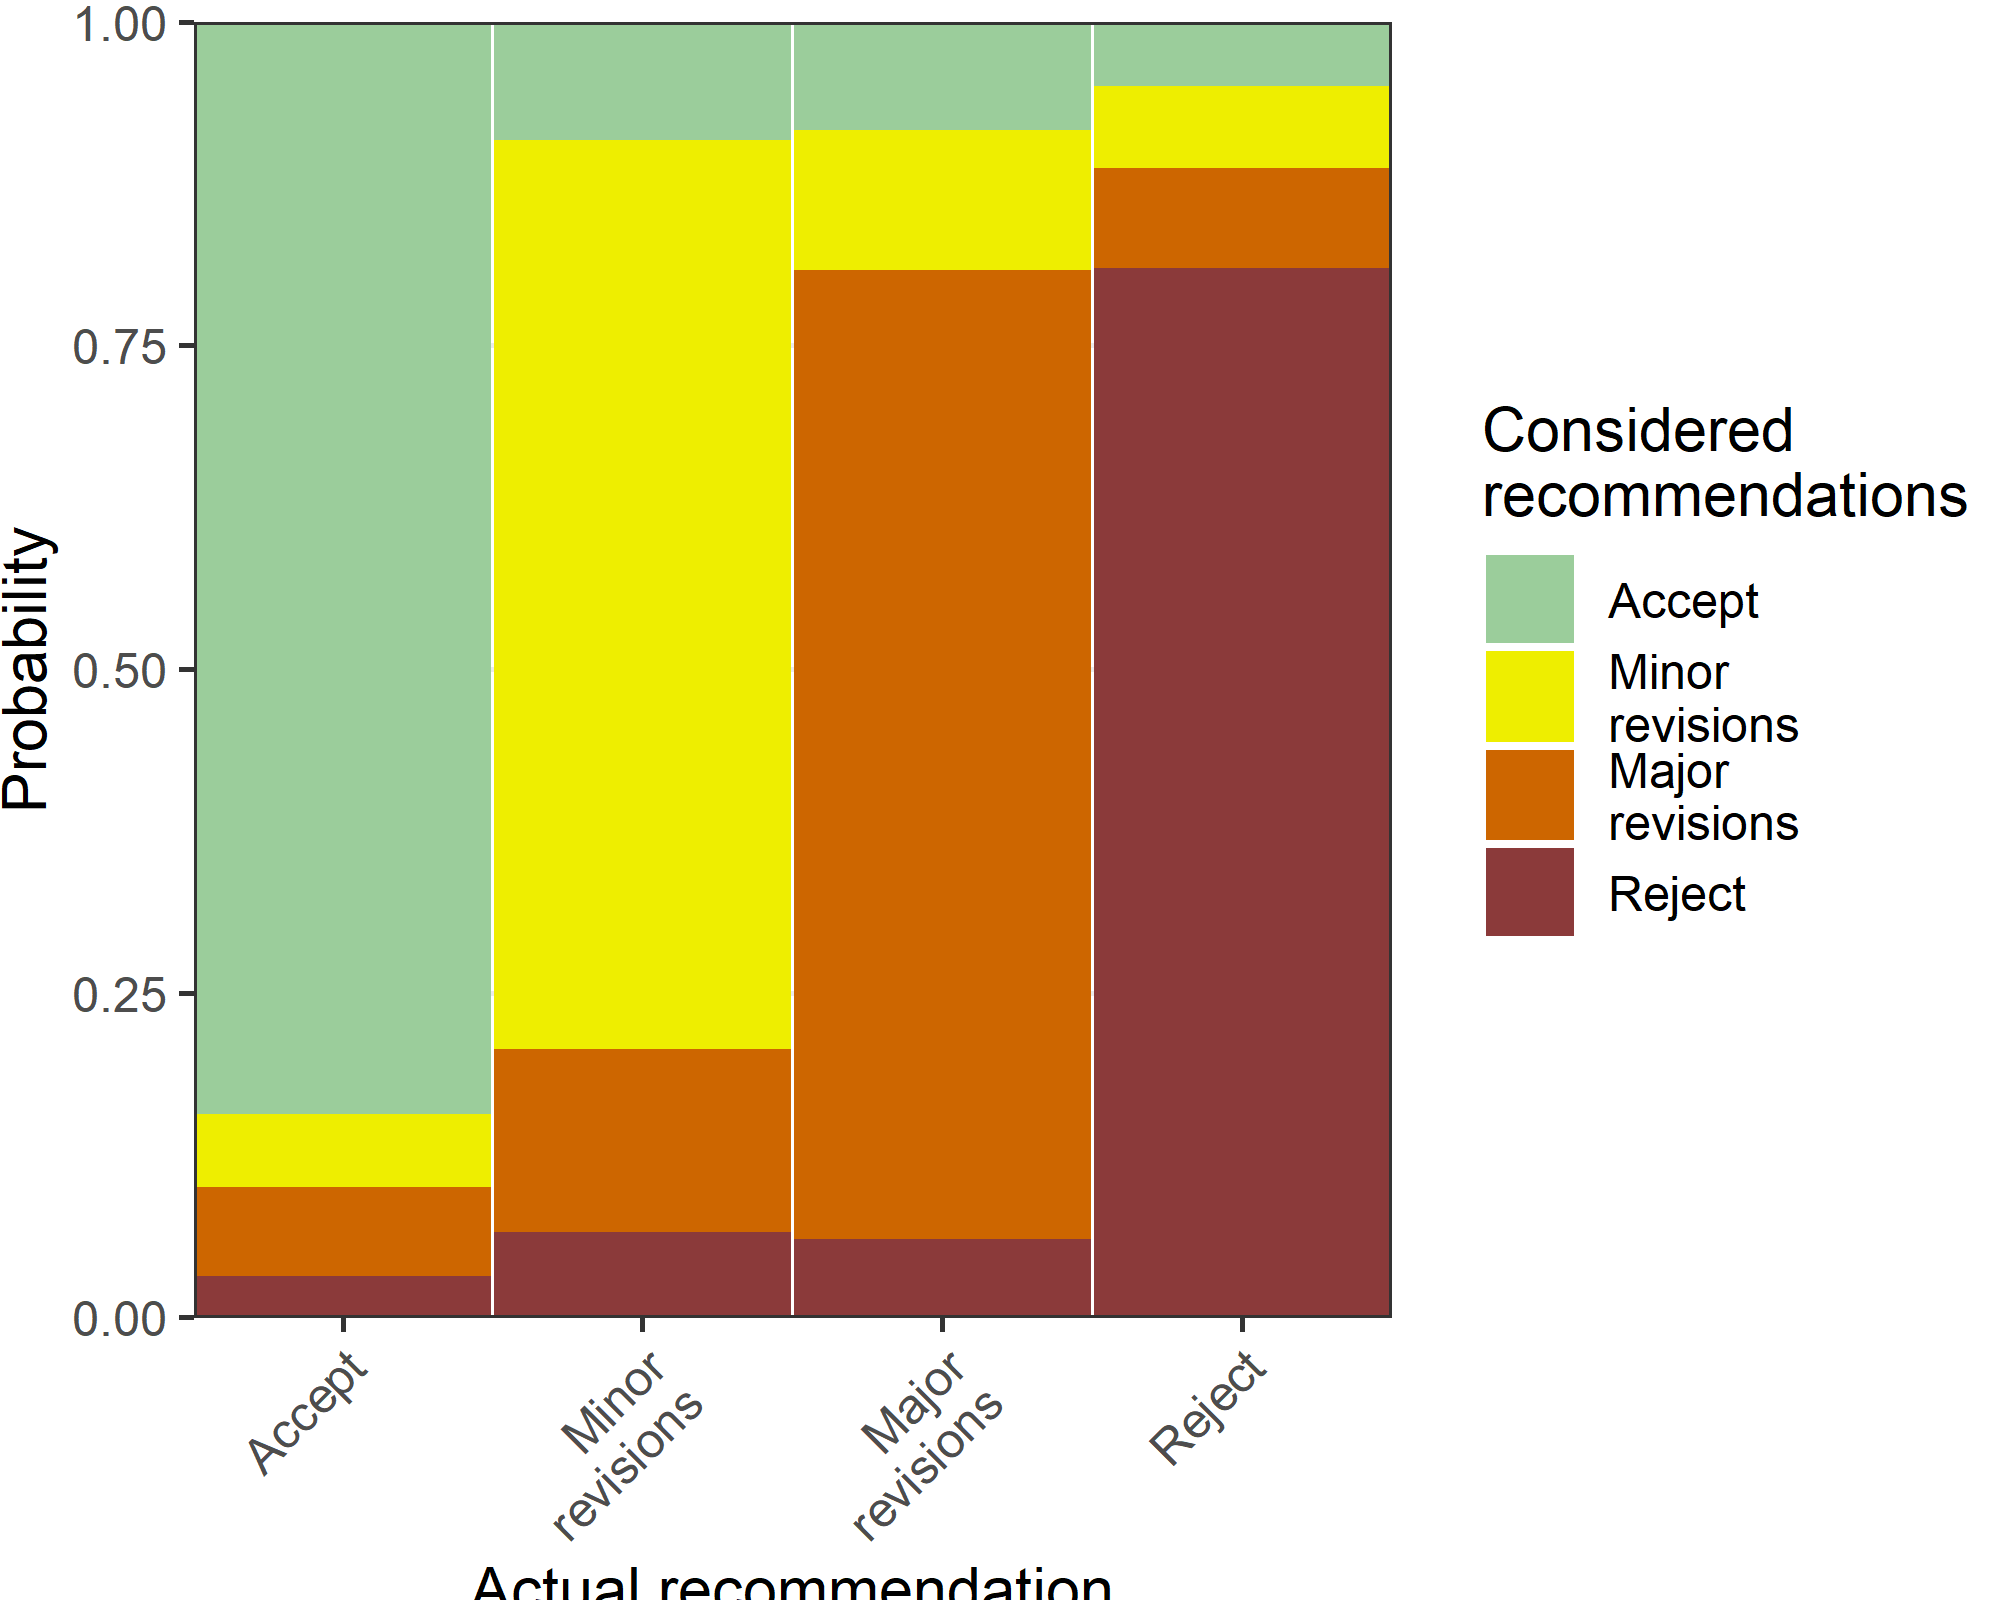 1.00
0.75
0.50
0.25
0.00
Probability
Accept
Minor
revisions
Major
revisions
Reject
Actual recommendation
Considered
recommendations
Accept
Minor
revisions
Major
revisions
Reject